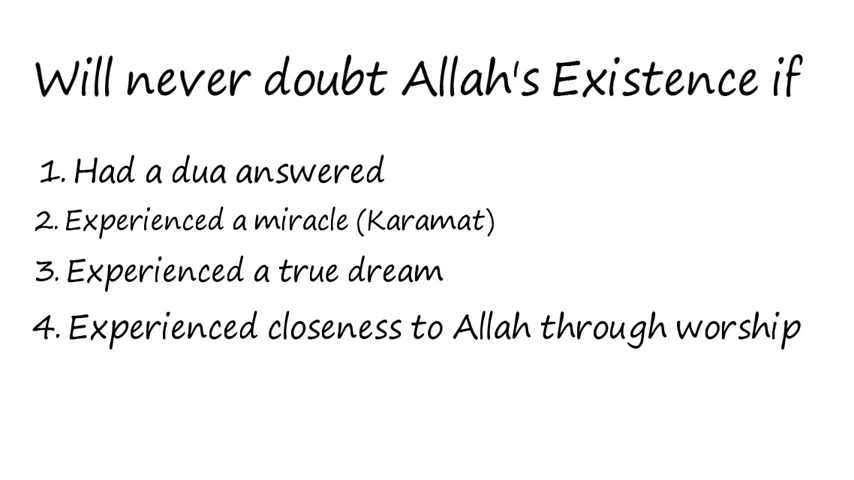 Will never doubt Allah's Existence if
1. Had a dua answered
2. Experienced a miracle (Karamat)
3. Experienced a true dream
4. Experienced closeness to Allah through worship